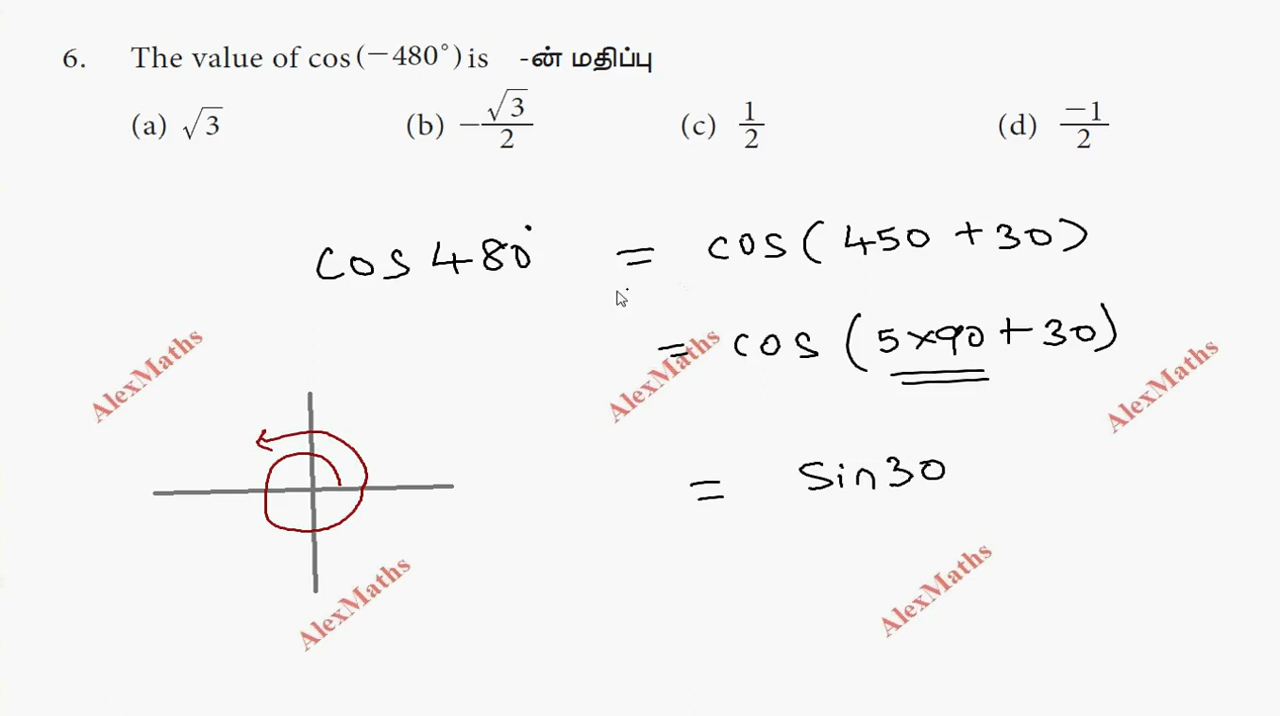 6. The value of cos(−480°) is -ன் மதிப்பு
(a) √3 (b) −√3/2 (c) 1/2 (d) −1/2
cos 480° = cos(450 + 30)
= cos (5×90 + 30)
= Sin 30
AlexMaths
AlexMaths
AlexMaths
AlexMaths
AlexMaths